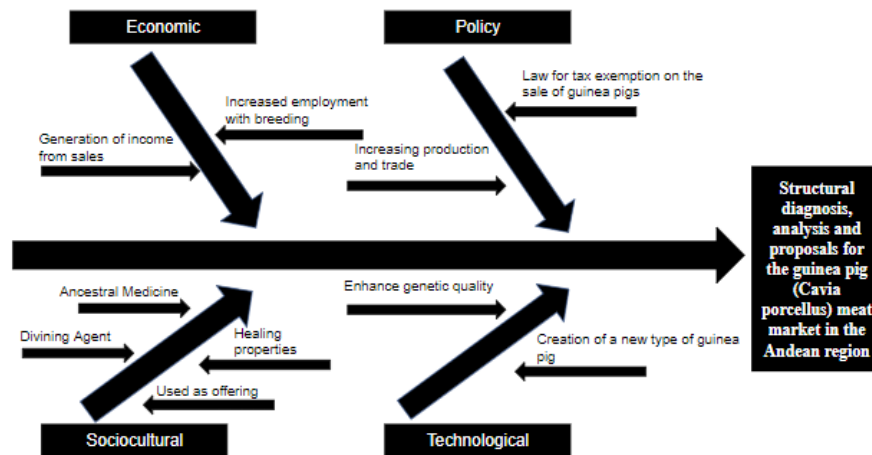 Economic
Policy
Law for tax exemption on the
sale of guinea pigs
Increased employment
with breeding
Generation of income
from sales
Increasing production
and trade
Structural
diagnosis,
analysis and
proposals for
the guinea pig
(Cavia
porcellus) meat
market in the
Andean region
Ancestral Medicine
Enhance genetic quality
Divining Agent
Healing
properties
Creation of a new type of guinea
pig
Used as offering
Sociocultural
Technological